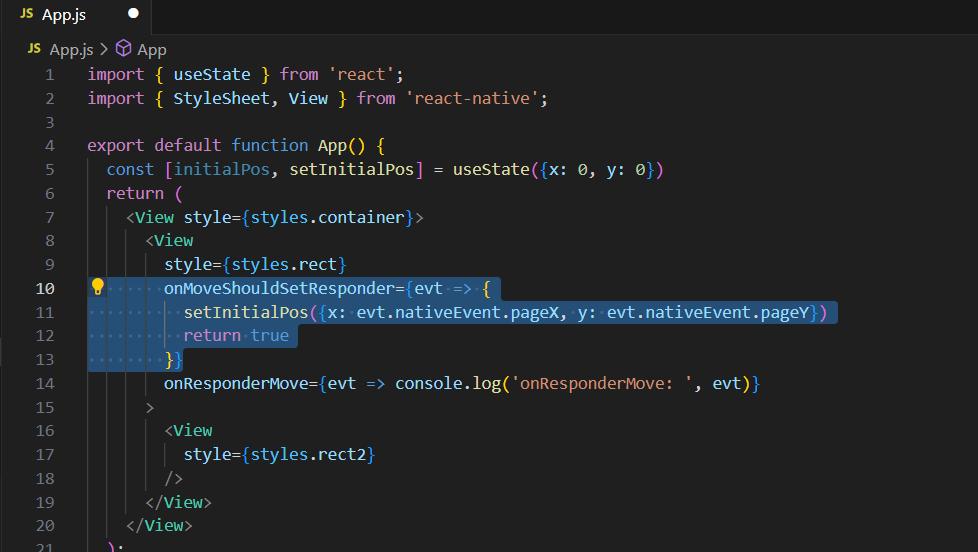 JS App.js
JS App.js > App
1 import { useState } from 'react';
2 import { StyleSheet, View } from 'react-native';
3
4 export default function App() {
5   const [initialPos, setInitialPos] = useState({x: 0, y: 0})
6   return (
7     <View style={styles.container}>
8       <View
9         style={styles.rect}
10         onMoveShouldSetResponder={evt => {
11           setInitialPos({x: evt.nativeEvent.pageX, y: evt.nativeEvent.pageY})
12           return true
13         }}
14         onResponderMove={evt => console.log('onResponderMove: ', evt)}
15       >
16         <View
17           style={styles.rect2}
18         />
19       </View>
20     </View>
21   );